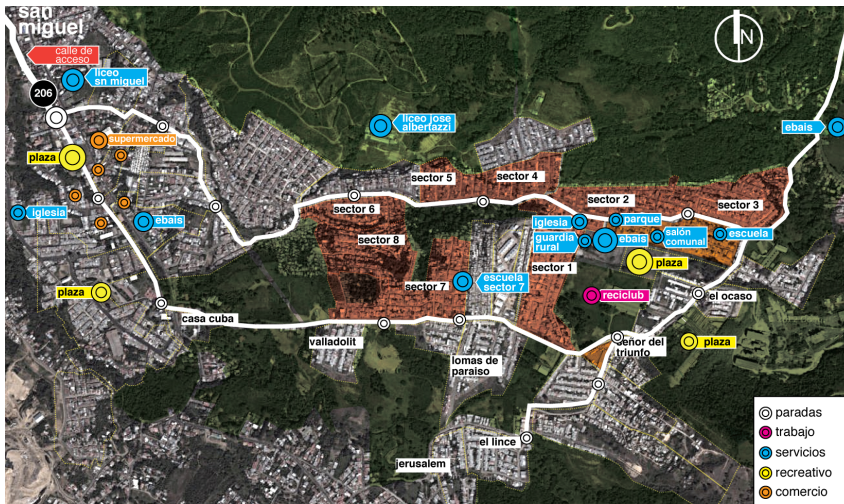 san
miguel
calle de
acceso
liceo
sn miguel
206
N
liceo jose
albertazzi
ebais
supermercado
plaza
iglesia
ebais
sector 5
sector 4
sector 6
sector 2
sector 3
sector 8
iglesia
parque
guardia
rural
ebais
salón
comunal
escuela
sector 1
plaza
plaza
sector 7
escuela
sector 7
reciclub
el ocaso
casa cuba
valladolit
lomas de
paraiso
señor del
triunfo
plaza
el lince
jerusalem
paradas
trabajo
servicios
recreativo
comercio